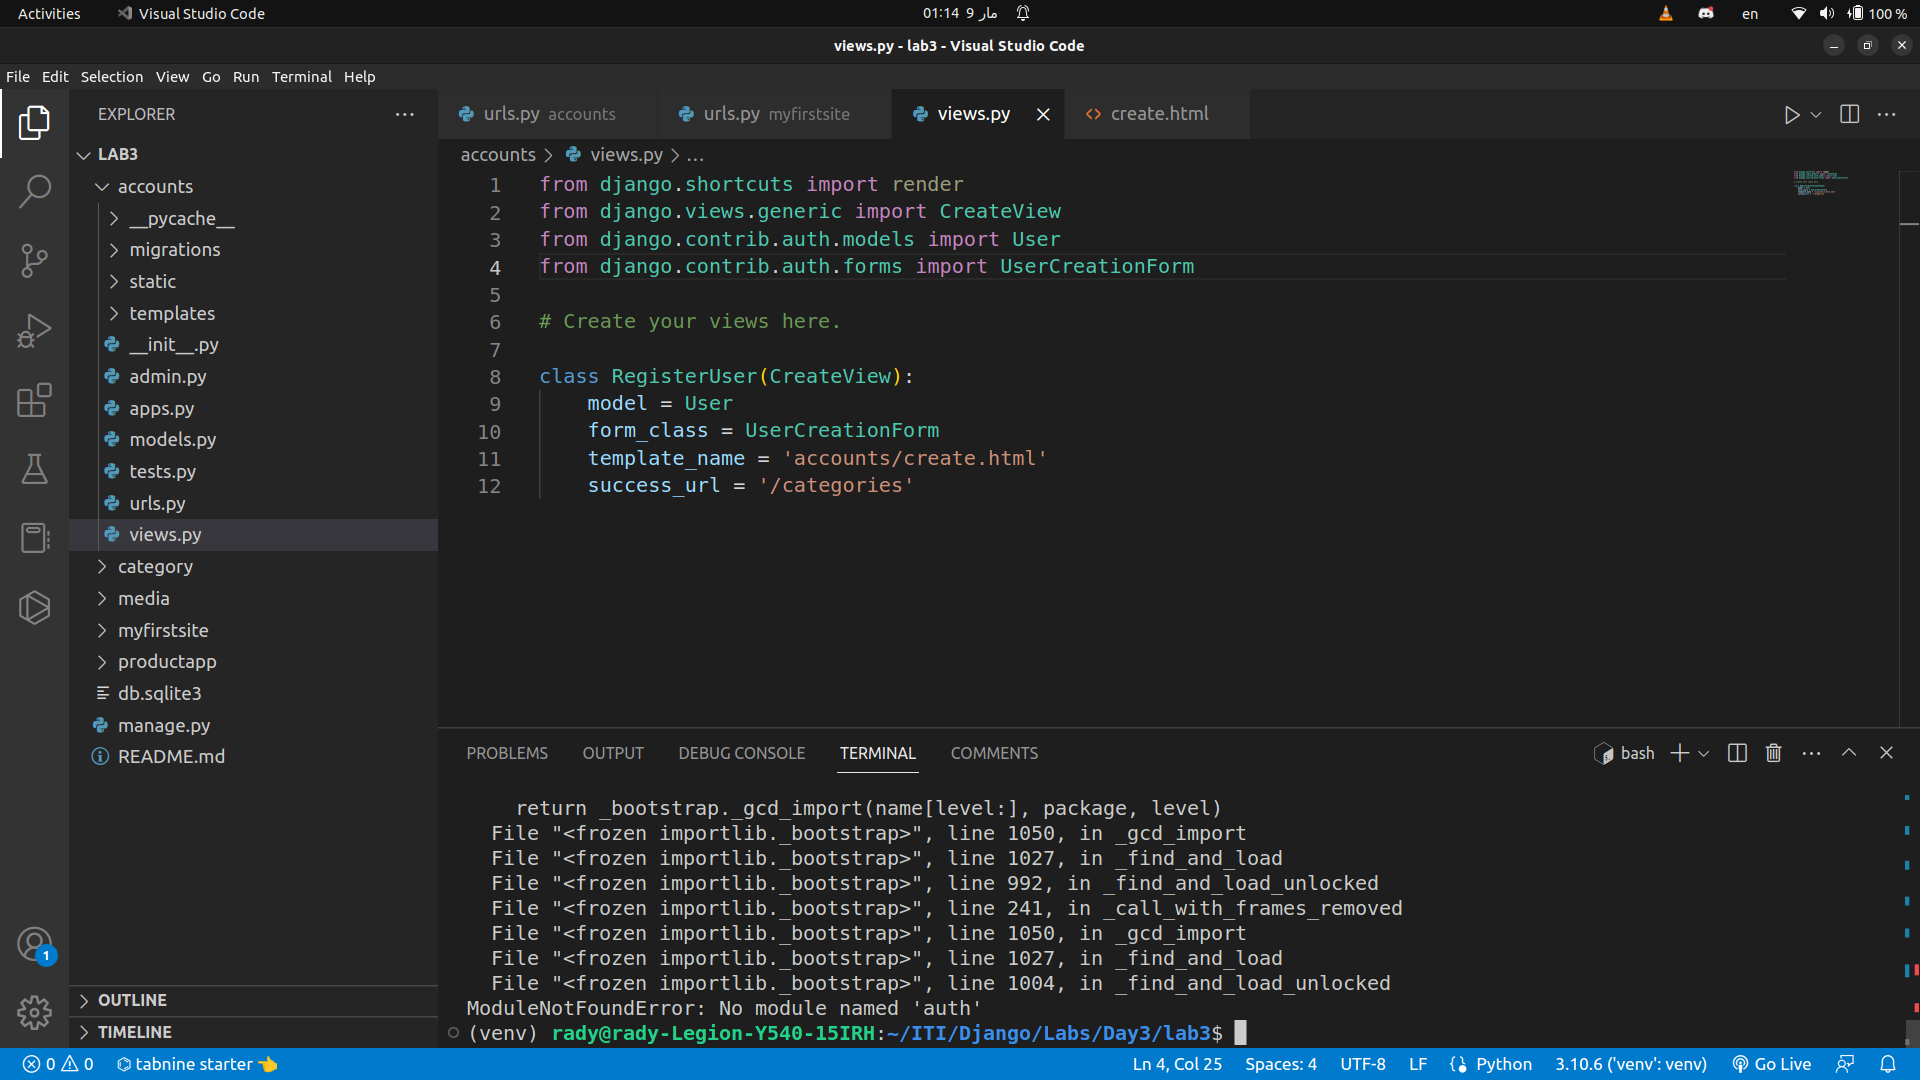 Activities
Visual Studio Code
9 مار 01:14
en
100 %
views.py - lab3 - Visual Studio Code
File Edit Selection View Go Run Terminal Help
EXPLORER
LAB3
accounts
__pycache__
migrations
static
templates
__init__.py
admin.py
apps.py
models.py
tests.py
urls.py
views.py
category
media
myfirstsite
productapp
db.sqlite3
manage.py
README.md
OUTLINE
TIMELINE
1
urls.py accounts
urls.py myfirstsite
views.py
create.html
accounts > views.py > ...
1 from django.shortcuts import render
2 from django.views.generic import CreateView
3 from django.contrib.auth.models import User
4 from django.contrib.auth.forms import UserCreationForm
5
6 # Create your views here.
7
8 class RegisterUser(CreateView):
9 model = User
10 form_class = UserCreationForm
11 template_name = 'accounts/create.html'
12 success_url = '/categories'
PROBLEMS OUTPUT DEBUG CONSOLE TERMINAL COMMENTS
bash
return _bootstrap._gcd_import(name[level:], package, level)
File "<frozen importlib._bootstrap>", line 1050, in _gcd_import
File "<frozen importlib._bootstrap>", line 1027, in _find_and_load
File "<frozen importlib._bootstrap>", line 992, in _find_and_load_unlocked
File "<frozen importlib._bootstrap>", line 241, in _call_with_frames_removed
File "<frozen importlib._bootstrap>", line 1050, in _gcd_import
File "<frozen importlib._bootstrap>", line 1027, in _find_and_load
File "<frozen importlib._bootstrap>", line 1004, in _find_and_load_unlocked
ModuleNotFoundError: No module named 'auth'
(venv) rady@rady-Legion-Y540-15IRH:~/ITI/Django/Labs/Day3/lab3$
0 0 tabnine starter
Ln 4, Col 25 Spaces: 4 UTF-8 LF Python 3.10.6 ('venv': venv) Go Live